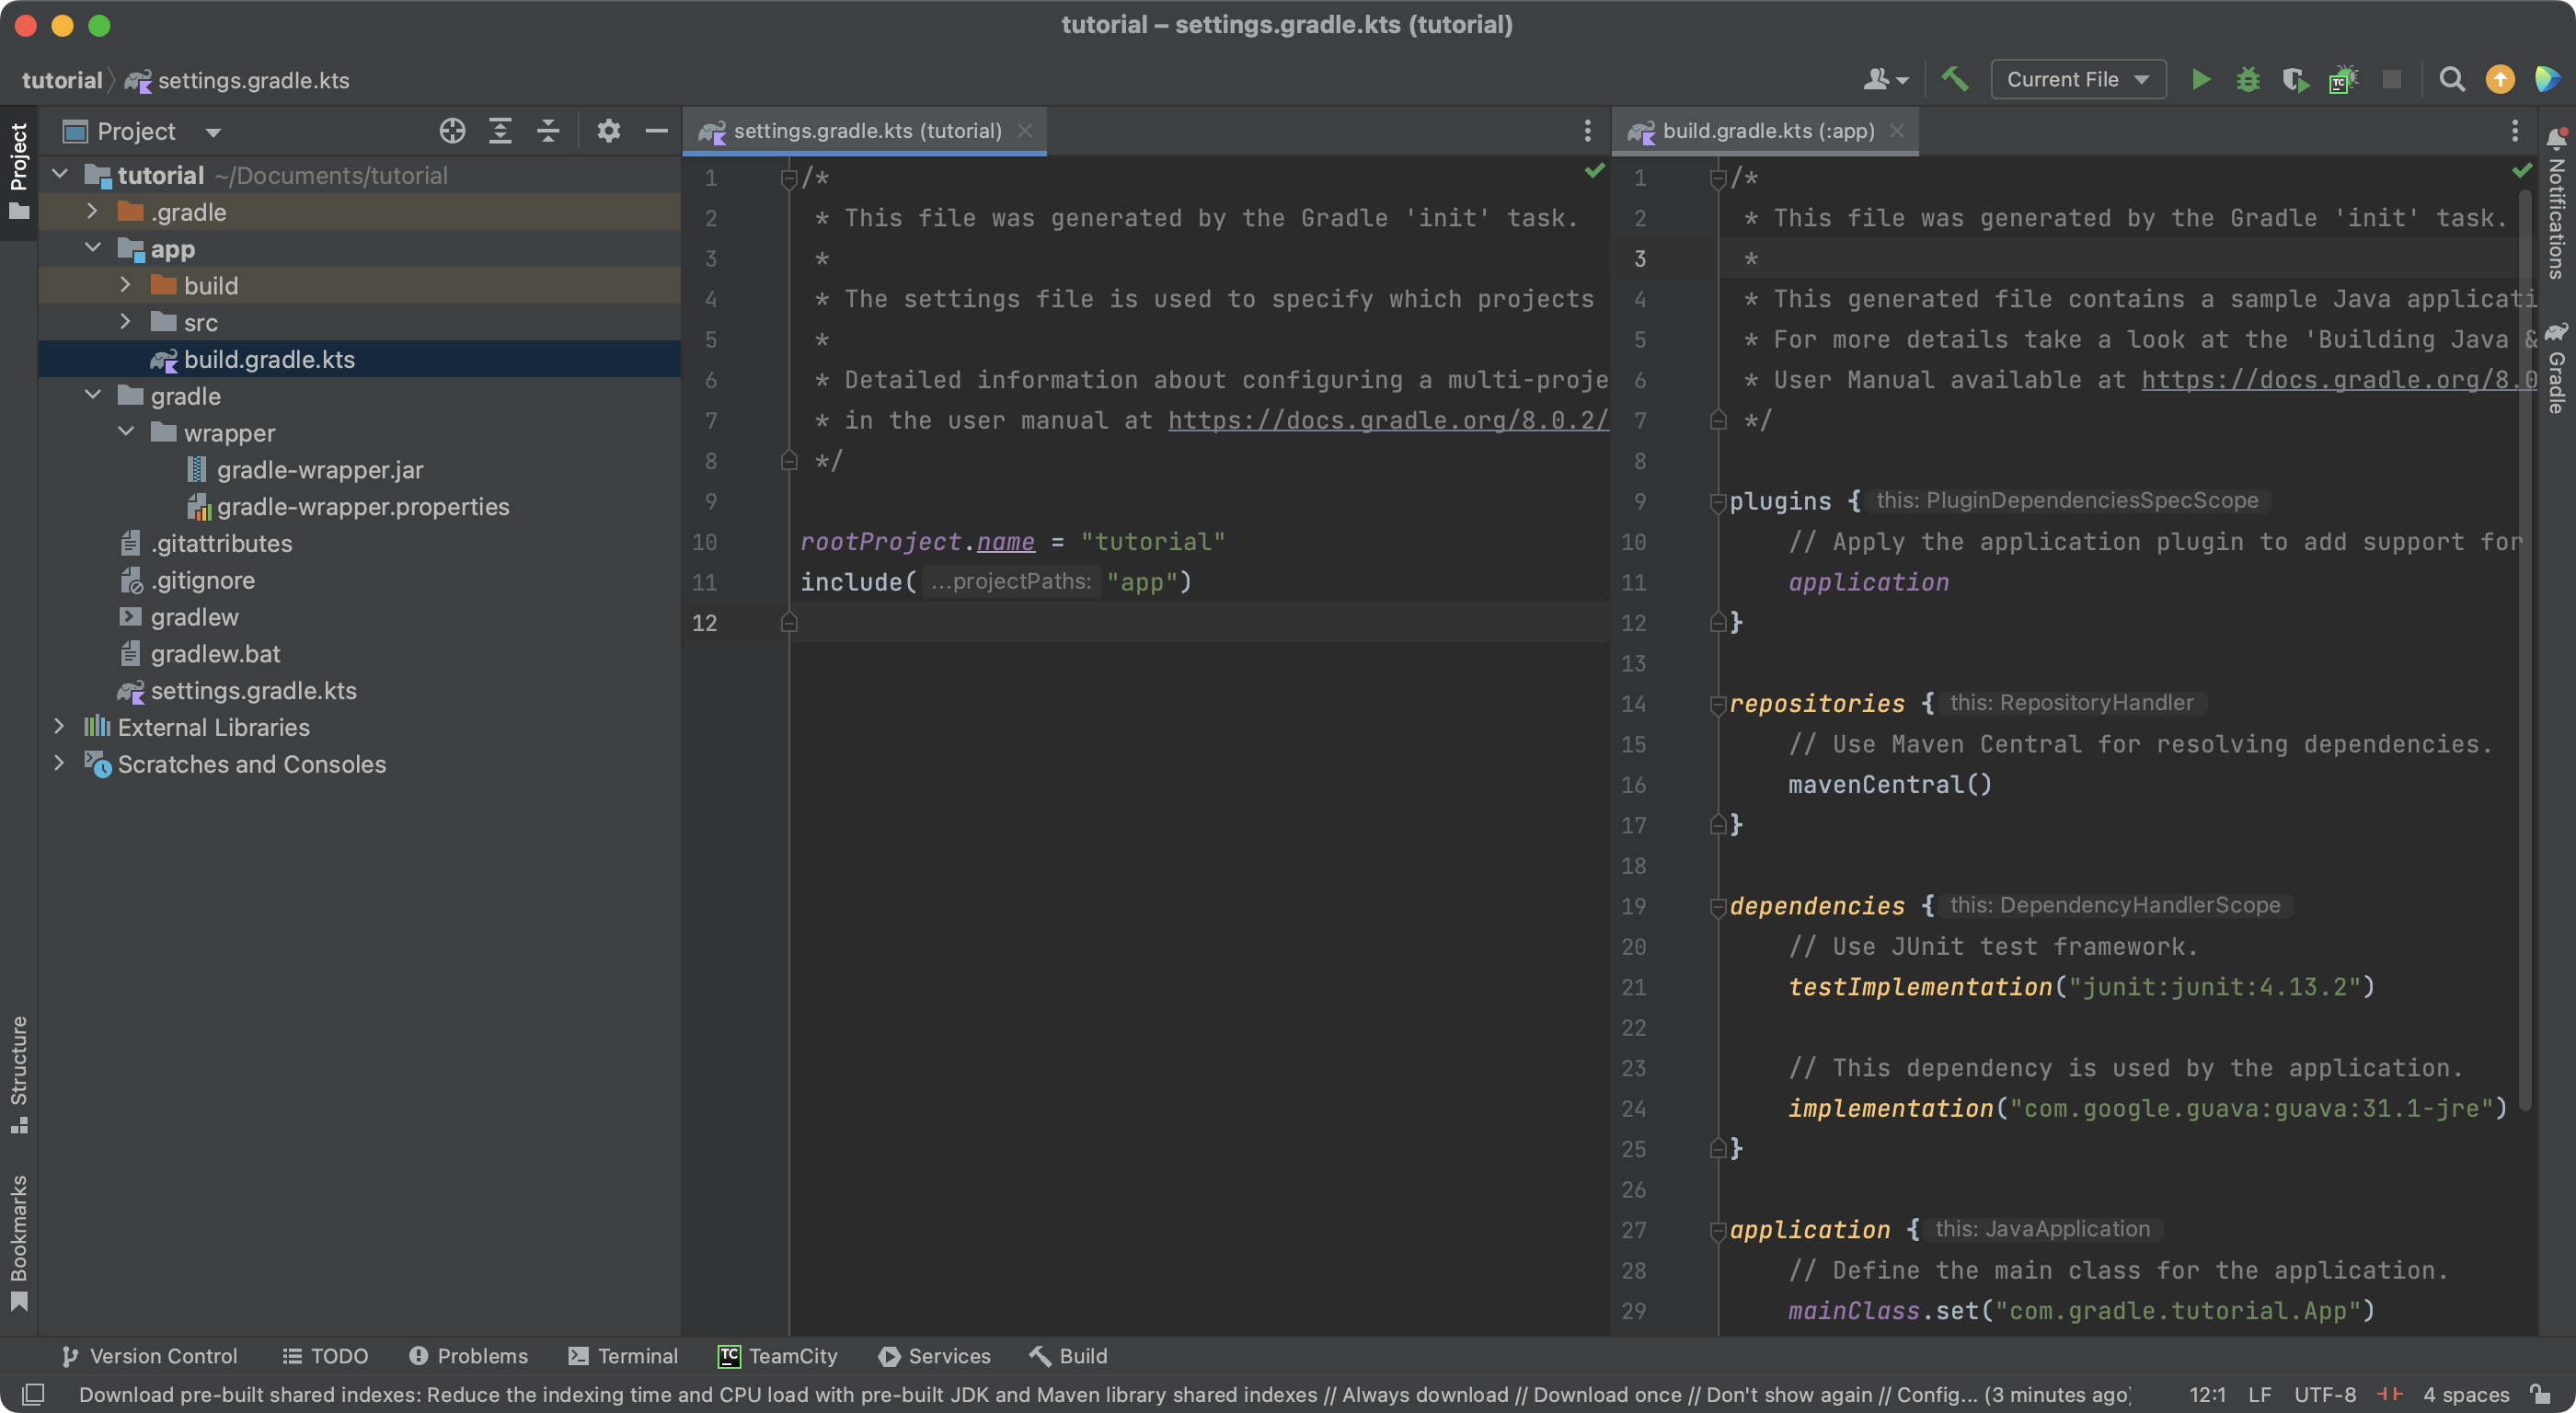 tutorial – settings.gradle.kts (tutorial)
tutorial settings.gradle.kts
Current File
Project
Project
tutorial ~/Documents/tutorial
.gradle
app
build
src
build.gradle.kts
gradle
wrapper
gradle-wrapper.jar
gradle-wrapper.properties
.gitattributes
.gitignore
gradlew
gradlew.bat
settings.gradle.kts
External Libraries
Scratches and Consoles
Structure
Bookmarks
settings.gradle.kts (tutorial)
1 /*
2 * This file was generated by the Gradle 'init' task.
3 *
4 * The settings file is used to specify which projects
5 *
6 * Detailed information about configuring a multi-proje
7 * in the user manual at https://docs.gradle.org/8.0.2/
8 */
9
10 rootProject.name = "tutorial"
11 include( ...projectPaths: "app")
12
build.gradle.kts (:app)
1 /*
2 * This file was generated by the Gradle 'init' task.
3 *
4 * This generated file contains a sample Java applicati
5 * For more details take a look at the 'Building Java &
6 * User Manual available at https://docs.gradle.org/8.0
7 */
8
9 plugins { this: PluginDependenciesSpecScope
10 // Apply the application plugin to add support for
11 application
12 }
13
14 repositories { this: RepositoryHandler
15 // Use Maven Central for resolving dependencies.
16 mavenCentral()
17 }
18
19 dependencies { this: DependencyHandlerScope
20 // Use JUnit test framework.
21 testImplementation("junit:junit:4.13.2")
22
23 // This dependency is used by the application.
24 implementation("com.google.guava:guava:31.1-jre")
25 }
26
27 application { this: JavaApplication
28 // Define the main class for the application.
29 mainClass.set("com.gradle.tutorial.App")
Notifications
Gradle
Version Control TODO Problems Terminal TC TeamCity Services Build
Download pre-built shared indexes: Reduce the indexing time and CPU load with pre-built JDK and Maven library shared indexes // Always download // Download once // Don't show again // Config... (3 minutes ago) 12:1 LF UTF-8 4 spaces